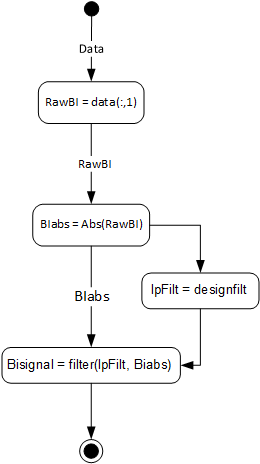 Data
RawBI = data(:,1)
RawBI
BIabs = Abs(RawBI)
lpFilt = designfilt
BIabs
Bisignal = filter(lpFilt, Biabs)